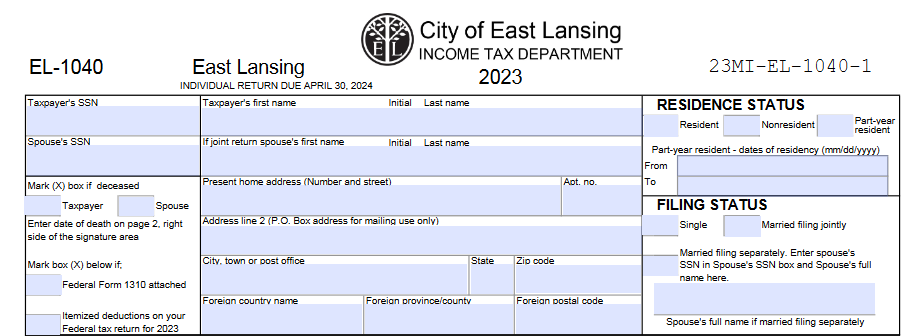 City of East Lansing
EL
INCOME TAX DEPARTMENT
EL-1040
East Lansing
2023
23MI-EL-1040-1
INDIVIDUAL RETURN DUE APRIL 30, 2024
Taxpayer's SSN
Taxpayer's first name Initial Last name
RESIDENCE STATUS
Resident Nonresident Part-year resident
Spouse's SSN
If joint return spouse's first name Initial Last name
Part-year resident - dates of residency (mm/dd/yyyy)
From
To
Mark (X) box if deceased
Taxpayer Spouse
Enter date of death on page 2, right
side of the signature area
Mark box (X) below if;
Federal Form 1310 attached
Itemized deductions on your
Federal tax return for 2023
Present home address (Number and street) Apt. no.
Address line 2 (P.O. Box address for mailing use only)
City, town or post office State Zip code
Foreign country name Foreign province/county Foreign postal code
FILING STATUS
Single Married filing jointly
Married filing separately. Enter spouse's
SSN in Spouse's SSN box and Spouse's full
name here.
Spouse's full name if married filing separately